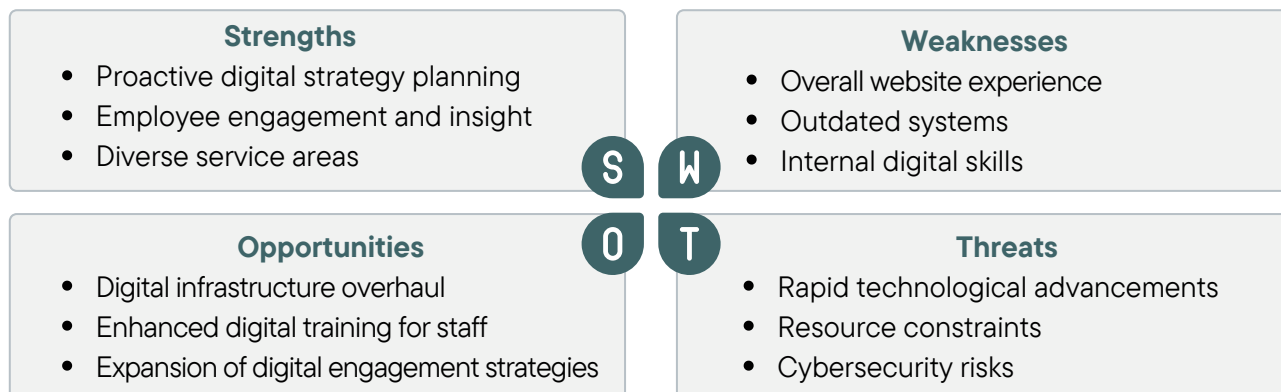 Strengths
• Proactive digital strategy planning
• Employee engagement and insight
• Diverse service areas
Weaknesses
• Overall website experience
• Outdated systems
• Internal digital skills
S W
O T
Opportunities
• Digital infrastructure overhaul
• Enhanced digital training for staff
• Expansion of digital engagement strategies
Threats
• Rapid technological advancements
• Resource constraints
• Cybersecurity risks